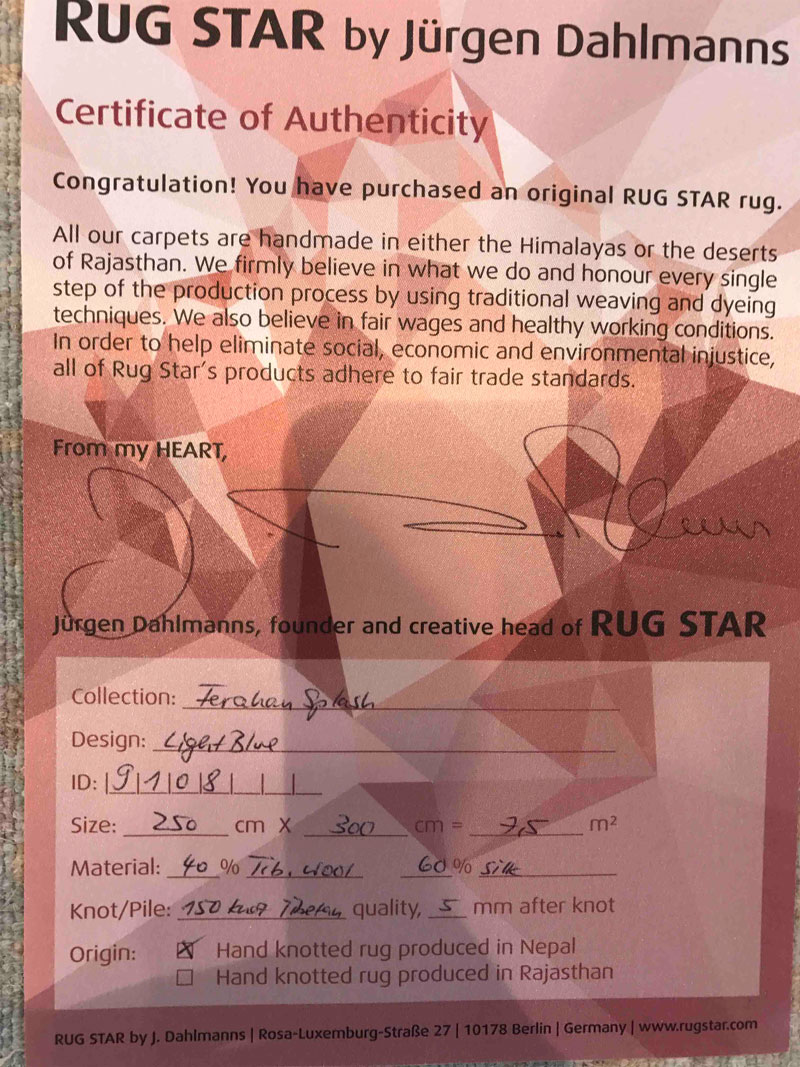 RUG STAR by Jürgen Dahlmanns
Certificate of Authenticity
Congratulation! You have purchased an original RUG STAR rug.
All our carpets are handmade in either the Himalayas or the deserts
of Rajasthan. We firmly believe in what we do and honour every single
step of the production process by using traditional weaving and dyeing
techniques. We also believe in fair wages and healthy working conditions.
In order to help eliminate social, economic and environmental injustice,
all of Rug Star's products adhere to fair trade standards.
From my HEART,
Jürgen Dahlmanns, founder and creative head of RUG STAR
Collection: Ferahan Splash
Design: Light Blue
ID: 9 1 0 8
Size: 250 cm X 300 cm = 7,5 m²
Material: 40 % Tib. wool 60 % silk
Knot/Pile: 150 knot Tibetan quality, 5 mm after knot
Origin: ☒ Hand knotted rug produced in Nepal
☐ Hand knotted rug produced in Rajasthan
RUG STAR by J. Dahlmanns | Rosa-Luxemburg-Straße 27 | 10178 Berlin | Germany | www.rugstar.com